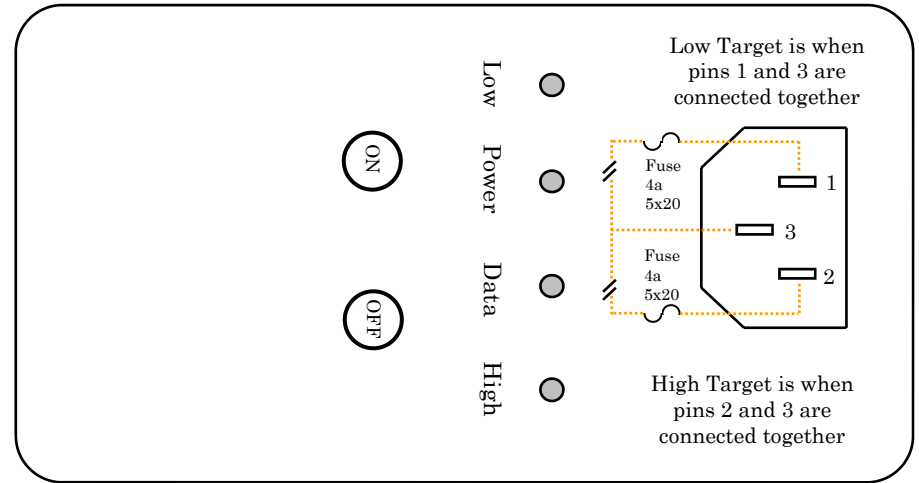 Low Target is when
pins 1 and 3 are
connected together
Low
Power
Data
High
ON
OFF
Fuse
4a
5x20
1
3
Fuse
4a
5x20
2
High Target is when
pins 2 and 3 are
connected together